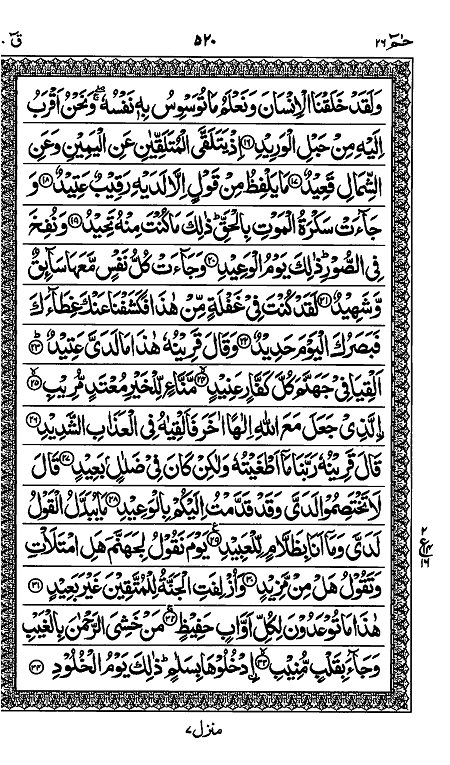 حٰمٓ ٢٦ ٥٢٠ قٓ ٥٠
وَلَقَدْ خَلَقْنَا الْاِنْسَانَ وَنَعْلَمُ مَا تُوَسْوِسُ بِهٖ نَفْسُهٗ ۖۚ وَنَحْنُ اَقْرَبُ
اِلَيْهِ مِنْ حَبْلِ الْوَرِيْدِ ﴿١٦﴾ اِذْ يَتَلَقَّى الْمُتَلَقِّيٰنِ عَنِ الْيَمِيْنِ وَعَنِ
الشِّمَالِ قَعِيْدٌ ﴿١٧﴾ مَا يَلْفِظُ مِنْ قَوْلٍ اِلَّا لَدَيْهِ رَقِيْبٌ عَتِيْدٌ ﴿١٨﴾ وَ
جَآءَتْ سَكْرَةُ الْمَوْتِ بِالْحَقِّ ؕ ذٰلِكَ مَا كُنْتَ مِنْهُ تَحِيْدُ ﴿١٩﴾ وَنُفِخَ
فِى الصُّوْرِ ؕ ذٰلِكَ يَوْمُ الْوَعِيْدِ ﴿٢٠﴾ وَجَآءَتْ كُلُّ نَفْسٍ مَّعَهَا سَآئِقٌ
وَّشَهِيْدٌ ﴿٢١﴾ لَقَدْ كُنْتَ فِىْ غَفْلَةٍ مِّنْ هٰذَا فَكَشَفْنَا عَنْكَ غِطَآءَكَ
فَبَصَرُكَ الْيَوْمَ حَدِيْدٌ ﴿٢٢﴾ وَقَالَ قَرِيْنُهٗ هٰذَا مَا لَدَىَّ عَتِيْدٌ ؕ ﴿٢٣﴾
اَلْقِيَا فِىْ جَهَنَّمَ كُلَّ كَفَّارٍ عَنِيْدٍ ۙ ﴿٢٤﴾ مَّنَّاعٍ لِّلْخَيْرِ مُعْتَدٍ مُّرِيْبٍ ۙ ﴿٢٥﴾
اِلَّذِىْ جَعَلَ مَعَ اللّٰهِ اِلٰهًا اٰخَرَ فَاَلْقِيٰهُ فِى الْعَذَابِ الشَّدِيْدِ ﴿٢٦﴾
قَالَ قَرِيْنُهٗ رَبَّنَا مَاۤ اَطْغَيْتُهٗ وَلٰكِنْ كَانَ فِىْ ضَلٰلٍۭ بَعِيْدٍ ﴿٢٧﴾ قَالَ
لَا تَخْتَصِمُوْا لَدَىَّ وَقَدْ قَدَّمْتُ اِلَيْكُمْ بِالْوَعِيْدِ ﴿٢٨﴾ مَا يُبَدَّلُ الْقَوْلُ
لَدَىَّ وَمَاۤ اَنَا بِظَلَّامٍ لِّلْعَبِيْدِ ﴿٢٩﴾ يَوْمَ نَقُوْلُ لِجَهَنَّمَ هَلِ امْتَلَاْتِ
وَتَقُوْلُ هَلْ مِنْ مَّزِيْدٍ ﴿٣٠﴾ وَاُزْلِفَتِ الْجَنَّةُ لِلْمُتَّقِيْنَ غَيْرَ بَعِيْدٍ ﴿٣١﴾
هٰذَا مَا تُوْعَدُوْنَ لِكُلِّ اَوَّابٍ حَفِيْظٍ ۚ ﴿٣٢﴾ مَنْ خَشِىَ الرَّحْمٰنَ بِالْغَيْبِ
وَجَآءَ بِقَلْبٍ مُّنِيْبِ ۙ ﴿٣٣﴾ اِدْخُلُوْهَا بِسَلٰمٍ ؕ ذٰلِكَ يَوْمُ الْخُلُوْدِ ﴿٣٤﴾
٢
ع
١٦
منزل ٧